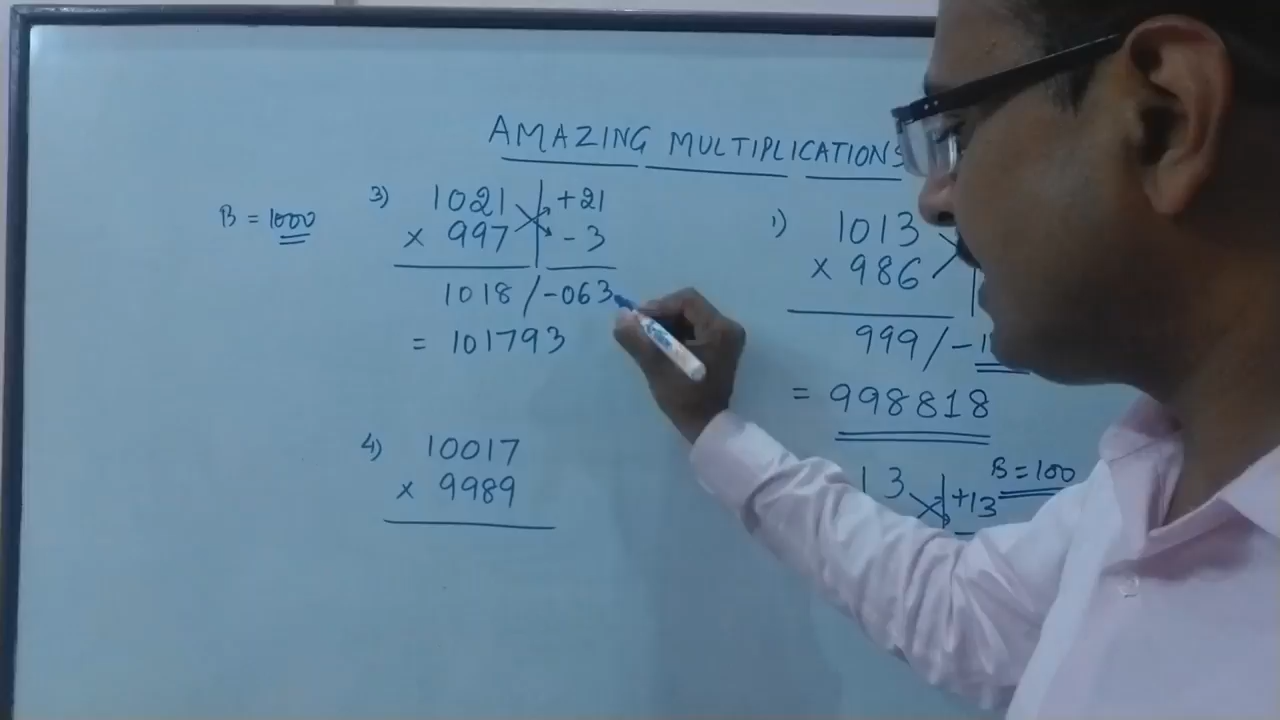 AMAZING MULTIPLICATIONS
B = 1000
3) 1021 +21
x 997 - 3
1018 / -063
= 101793
4) 10017
x 9989
1) 1013
x 986
999 / -1
= 998818
B = 100
13 +13